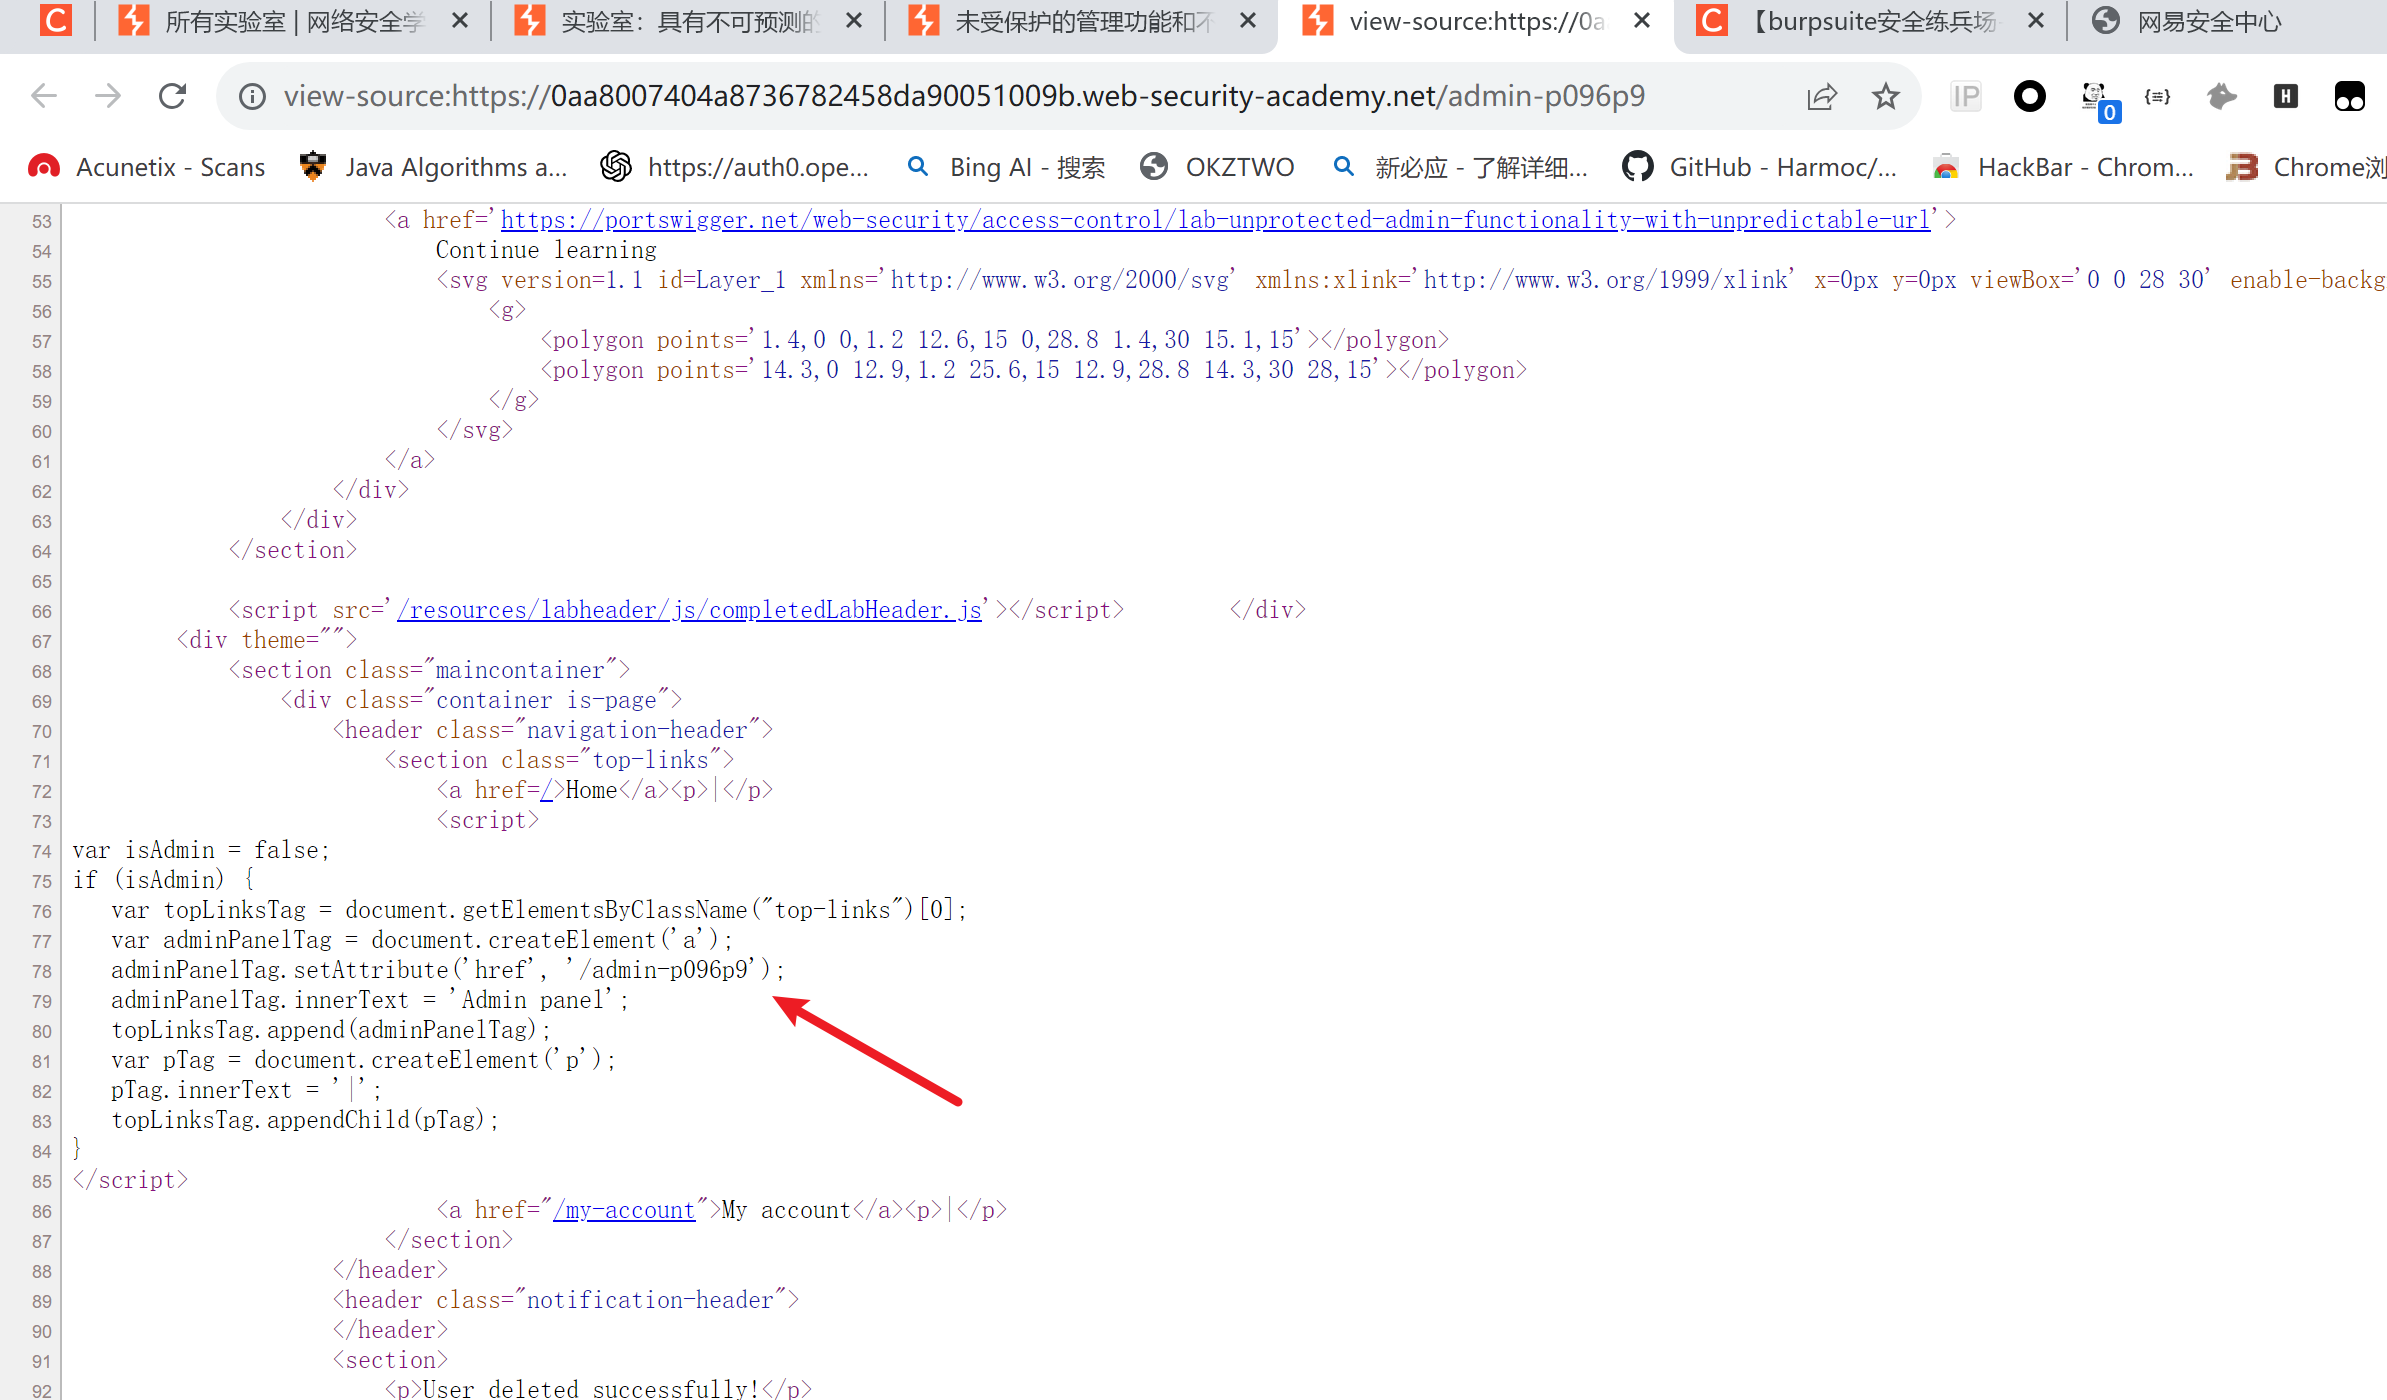 所有实验室 | 网络安全学
实验室：具有不可预测的
未受保护的管理功能和不
view-source:https://0a
【burpsuite安全练兵场
网易安全中心
view-source:https://0aa8007404a8736782458da90051009b.web-security-academy.net/admin-p096p9
IP
0
Acunetix - Scans
Java Algorithms a...
https://auth0.ope...
Bing AI - 搜索
OKZTWO
新必应 - 了解详细...
GitHub - Harmoc/...
HackBar - Chrom...
Chrome浏
53 <a href='https://portswigger.net/web-security/access-control/lab-unprotected-admin-functionality-with-unpredictable-url'>
54 Continue learning
55 <svg version=1.1 id=Layer_1 xmlns='http://www.w3.org/2000/svg' xmlns:xlink='http://www.w3.org/1999/xlink' x=0px y=0px viewBox='0 0 28 30' enable-backg
56 <g>
57 <polygon points='1.4,0 0,1.2 12.6,15 0,28.8 1.4,30 15.1,15'></polygon>
58 <polygon points='14.3,0 12.9,1.2 25.6,15 12.9,28.8 14.3,30 28,15'></polygon>
59 </g>
60 </svg>
61 </a>
62 </div>
63 </div>
64 </section>
65
66 <script src='/resources/labheader/js/completedLabHeader.js'></script> </div>
67 <div theme="">
68 <section class="maincontainer">
69 <div class="container is-page">
70 <header class="navigation-header">
71 <section class="top-links">
72 <a href=/>Home</a><p>|</p>
73 <script>
74 var isAdmin = false;
75 if (isAdmin) {
76 var topLinksTag = document.getElementsByClassName("top-links")[0];
77 var adminPanelTag = document.createElement('a');
78 adminPanelTag.setAttribute('href', '/admin-p096p9');
79 adminPanelTag.innerText = 'Admin panel';
80 topLinksTag.append(adminPanelTag);
81 var pTag = document.createElement('p');
82 pTag.innerText = '|';
83 topLinksTag.appendChild(pTag);
84 }
85 </script>
86 <a href="/my-account">My account</a><p>|</p>
87 </section>
88 </header>
89 <header class="notification-header">
90 </header>
91 <section>
92 <p>User deleted successfully!</p>